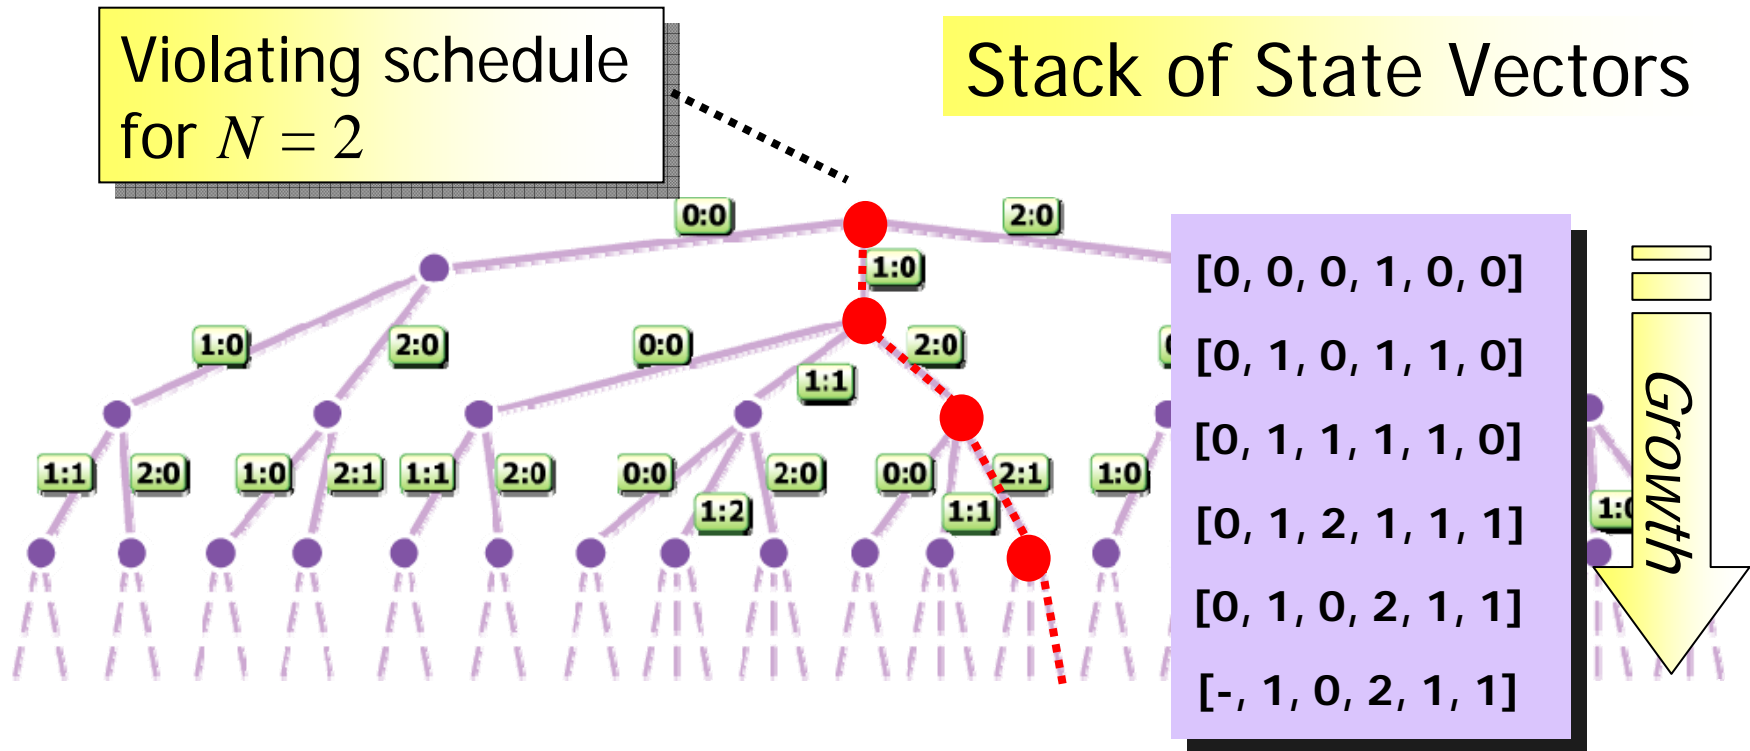 Violating schedule
for N = 2
Stack of State Vectors
0:0
2:0
1:0
1:0
2:0
0:0
2:0
1:1
1:1
2:0
1:0
2:1
1:1
2:0
0:0
2:0
0:0
2:1
1:0
1:2
1:1
[0, 0, 0, 1, 0, 0]
[0, 1, 0, 1, 1, 0]
[0, 1, 1, 1, 1, 0]
[0, 1, 2, 1, 1, 1]
[0, 1, 0, 2, 1, 1]
[-, 1, 0, 2, 1, 1]
Growth